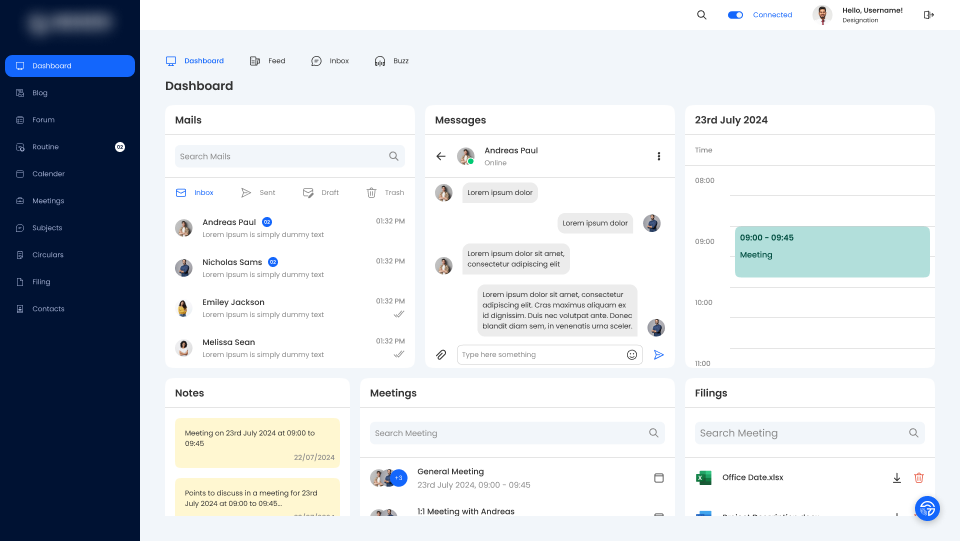 Connected
Hello, Username!
Designation
Dashboard
Blog
Forum
Routine
02
Calender
Meetings
Subjects
Circulars
Filing
Contacts
Dashboard
Feed
Inbox
Buzz
Dashboard
Mails
Search Mails
Inbox
Sent
Draft
Trash
Andreas Paul
02
01:32 PM
Lorem Ipsum is simply dummy text
Nicholas Sams
02
01:32 PM
Lorem Ipsum is simply dummy text
Emiley Jackson
01:32 PM
Lorem Ipsum is simply dummy text
Melissa Sean
01:32 PM
Lorem Ipsum is simply dummy text
Messages
Andreas Paul
Online
Lorem ipsum dolor
Lorem ipsum dolor
Lorem ipsum dolor sit amet,
consectetur adipiscing elit
Lorem ipsum dolor sit amet, consectetur
adipiscing elit. Cras maximus aliquam ex
id dignissim. Duis nec volutpat ante. Donec
blandit diam sem, in venenatis urna sceler.
Type here something
23rd July 2024
Time
08:00
09:00
09:00 - 09:45
Meeting
10:00
11:00
Notes
Meeting on 23rd July 2024 at 09:00 to
09:45
22/07/2024
Points to discuss in a meeting for 23rd
July 2024 at 09:00 to 09:45...
Meetings
Search Meeting
+3
General Meeting
23rd July 2024, 09:00 - 09:45
1:1 Meeting with Andreas
Filings
Search Meeting
Office Date.xlsx